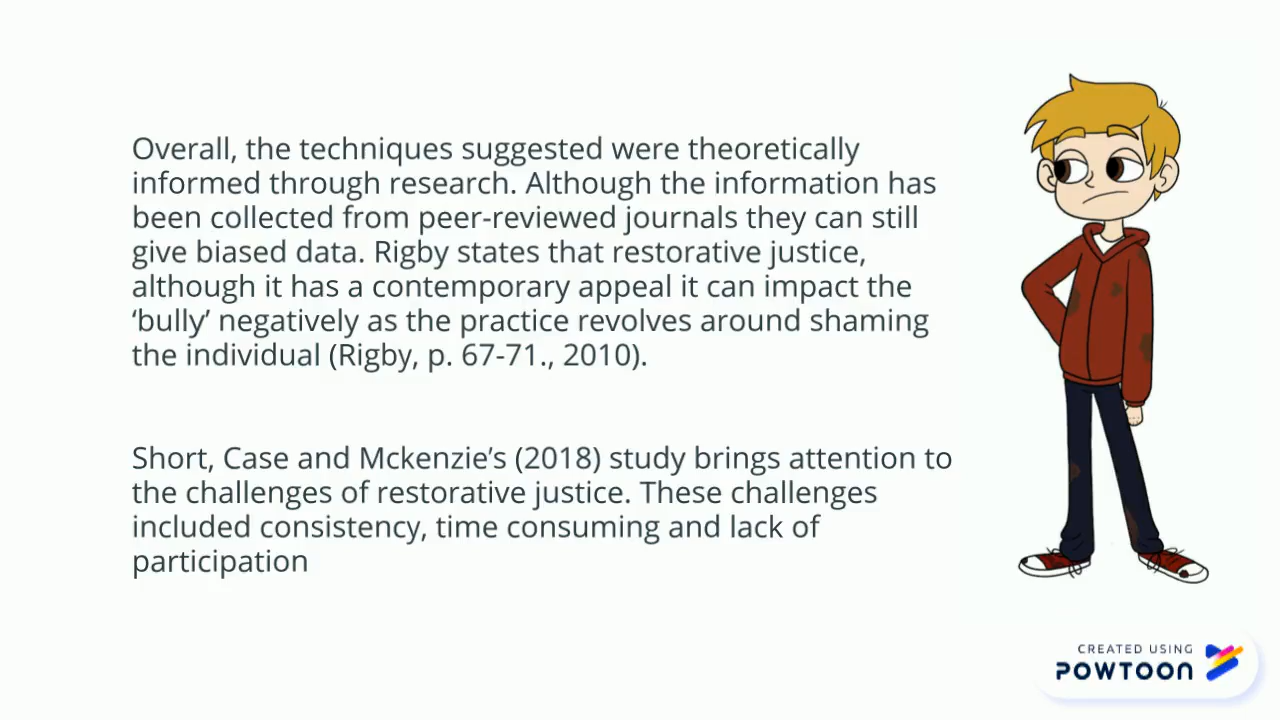 Overall, the techniques suggested were theoretically
informed through research. Although the information has
been collected from peer-reviewed journals they can still
give biased data. Rigby states that restorative justice,
although it has a contemporary appeal it can impact the
‘bully’ negatively as the practice revolves around shaming
the individual (Rigby, p. 67-71., 2010).
Short, Case and Mckenzie’s (2018) study brings attention to
the challenges of restorative justice. These challenges
included consistency, time consuming and lack of
participation
CREATED USING
POWTOON